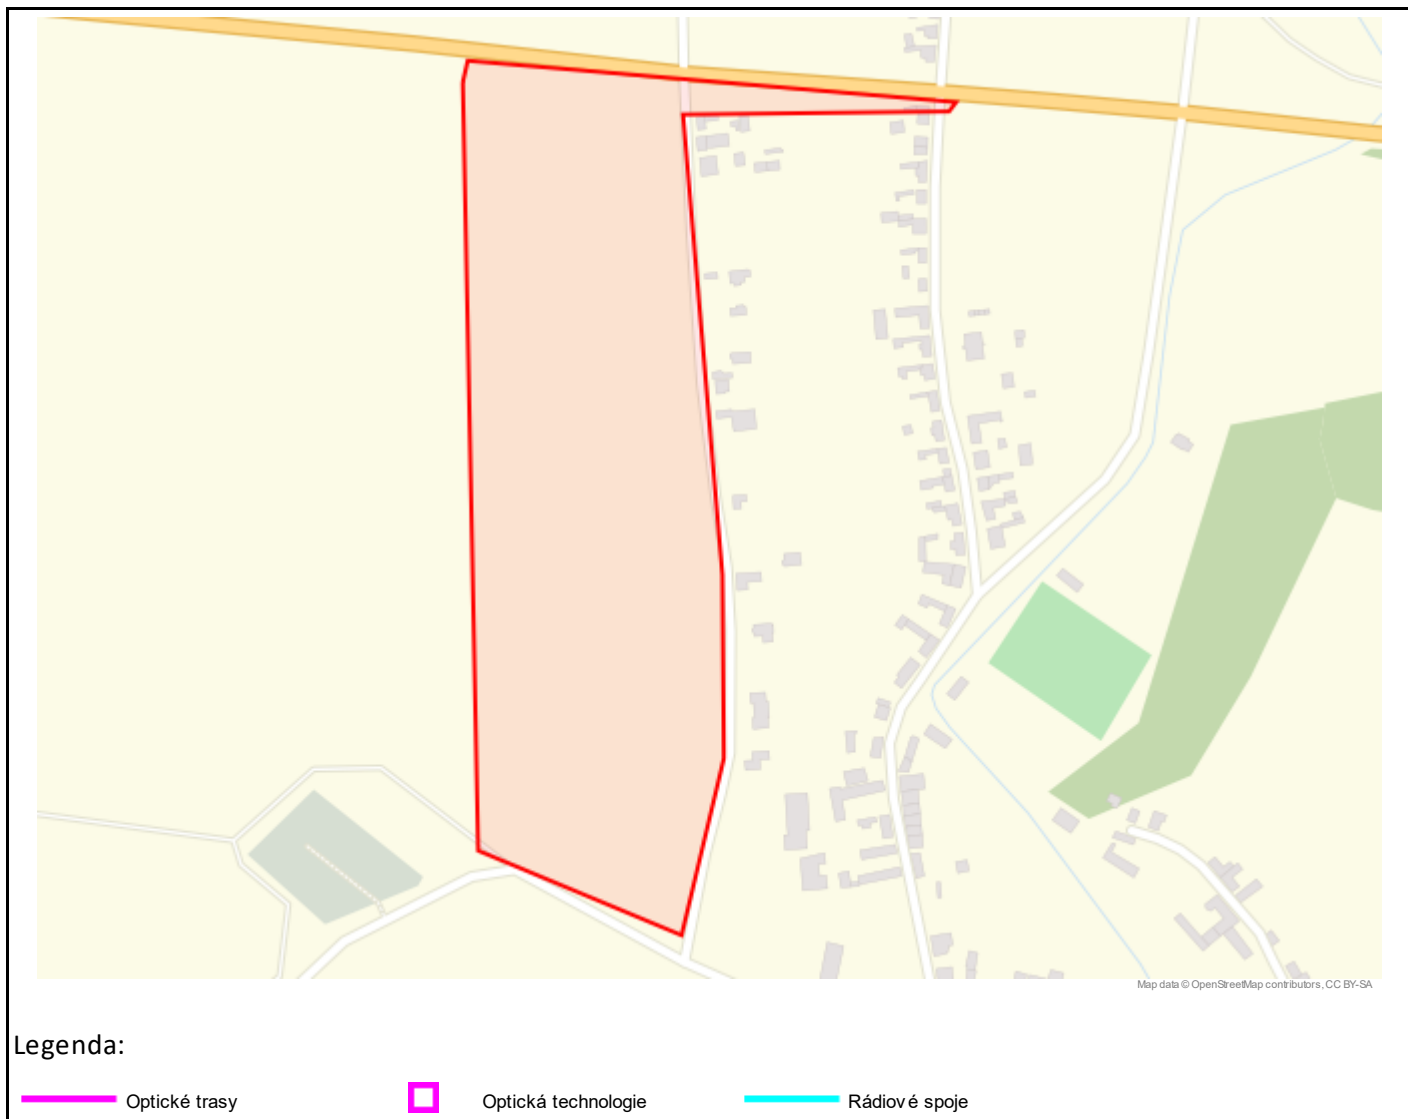 Map data © OpenStreetMap contributors, CC BY-SA
Legenda:
Optické trasy Optická technologie Rádiové spoje